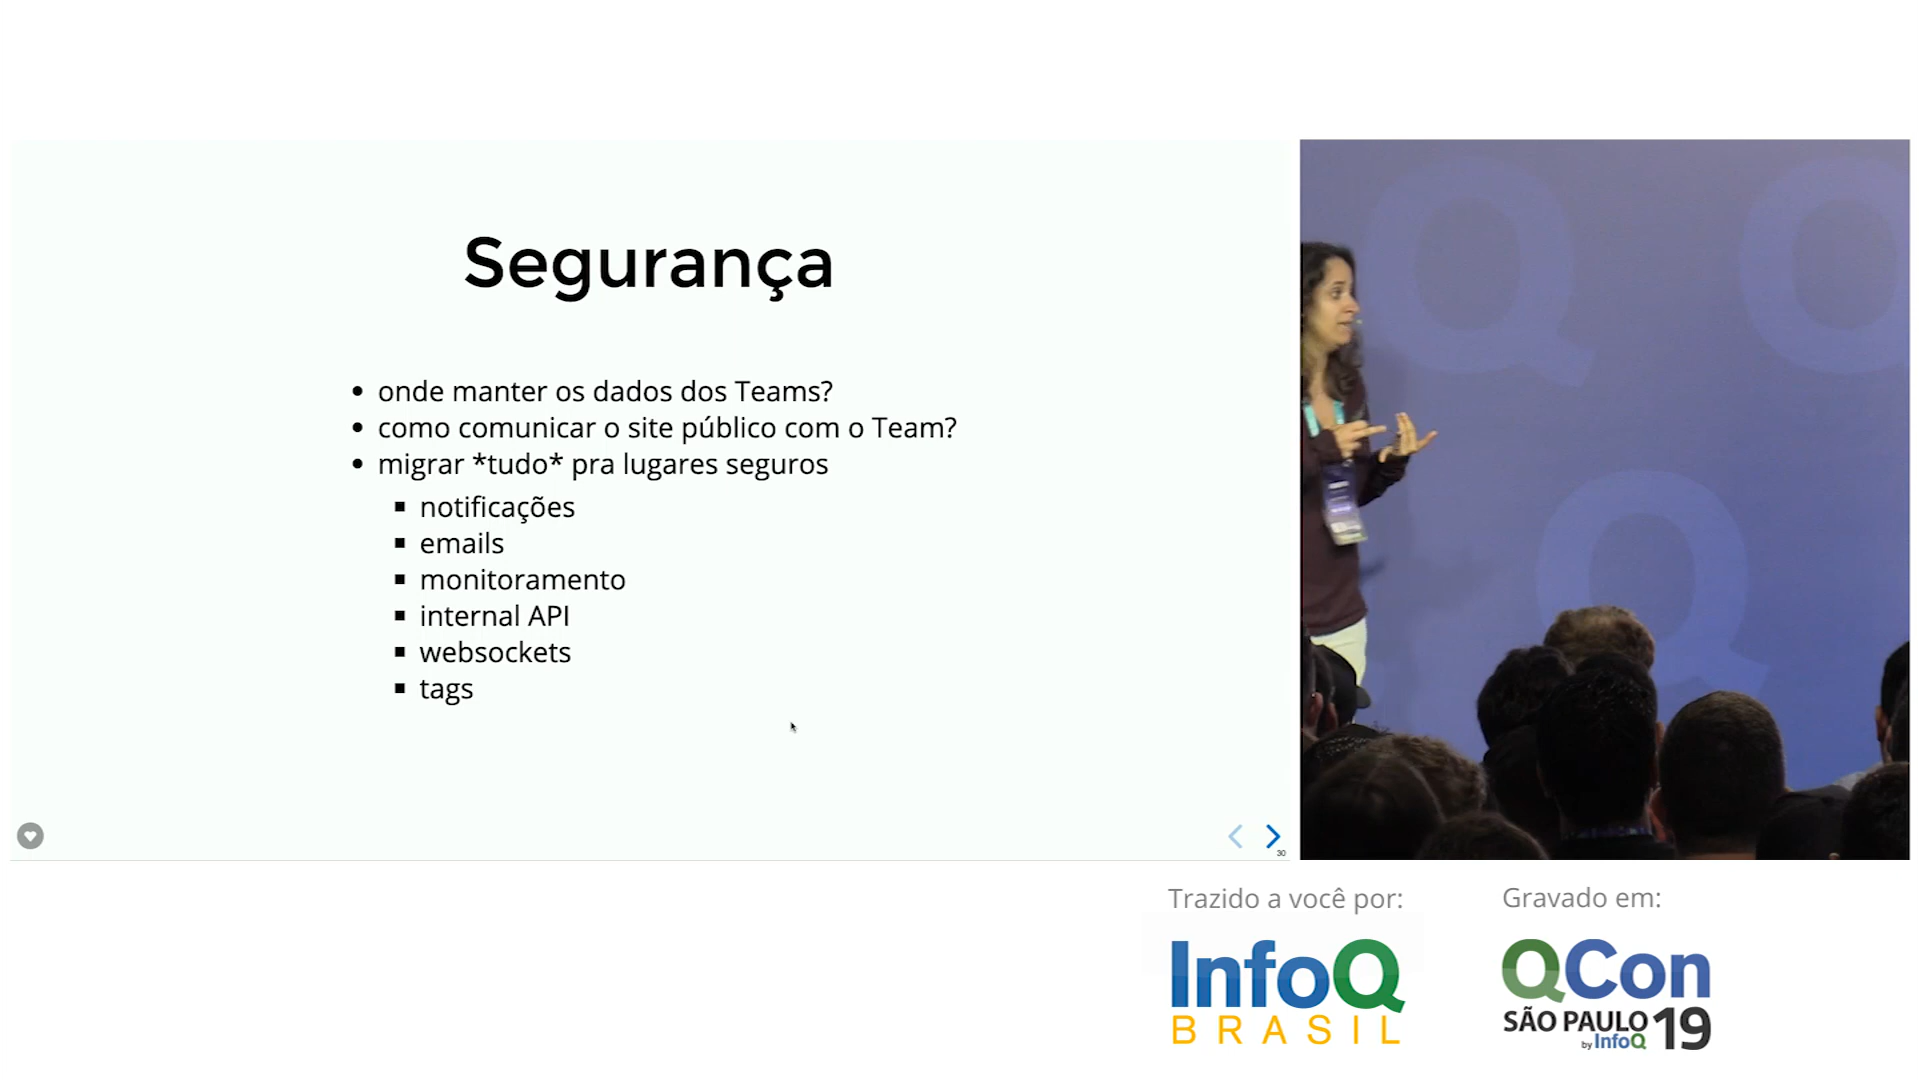 Segurança
• onde manter os dados dos Teams?
• como comunicar o site público com o Team?
• migrar *tudo* pra lugares seguros
▪ notificações
▪ emails
▪ monitoramento
▪ internal API
▪ websockets
▪ tags
30
Trazido a você por:
InfoQ
BRASIL
Gravado em:
QCon
SÃO PAULO 19
by InfoQ